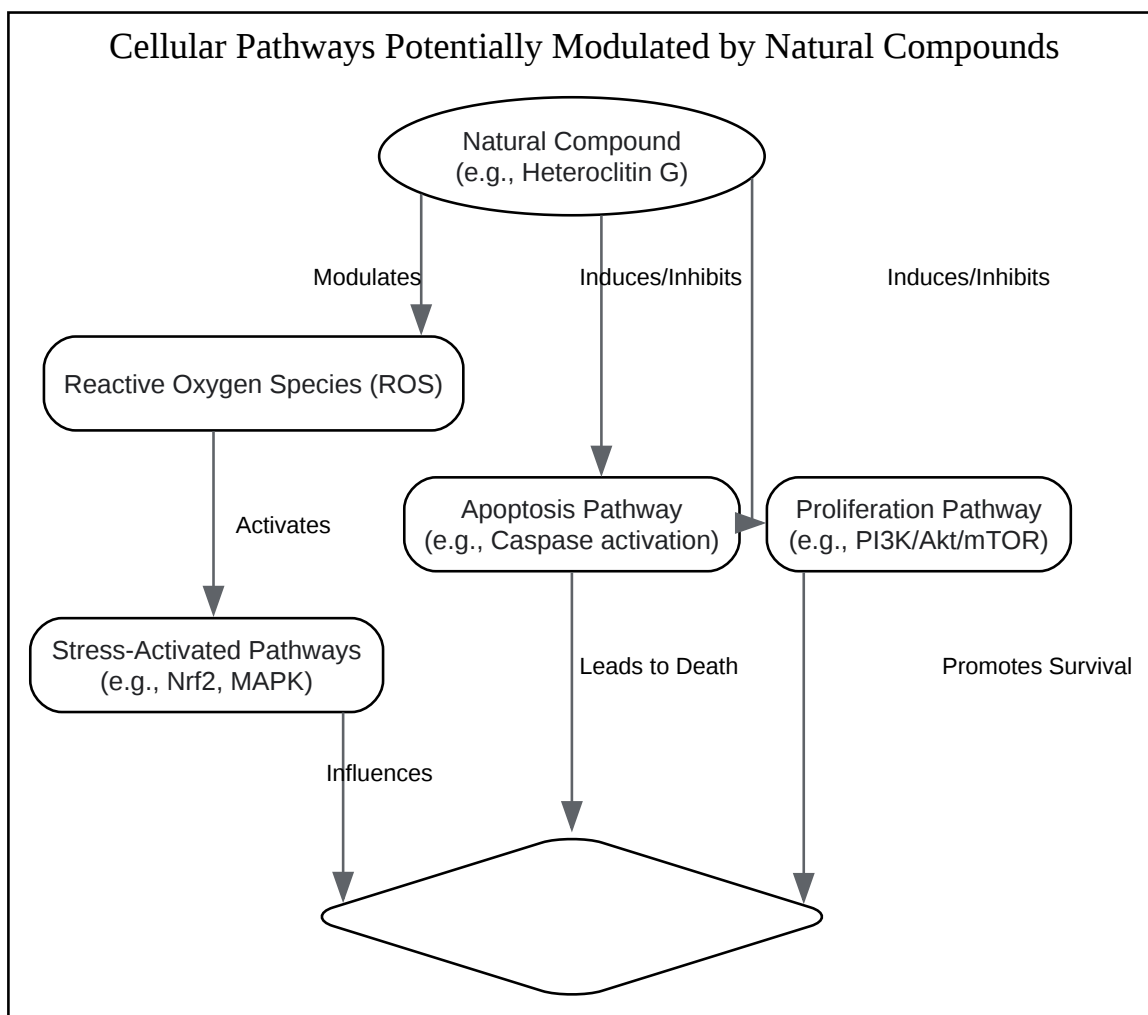 Cellular Pathways Potentially Modulated by Natural Compounds
Natural Compound
(e.g., Heteroclitin G)
Modulates
Induces/Inhibits
Induces/Inhibits
Reactive Oxygen Species (ROS)
Apoptosis Pathway
(e.g., Caspase activation)
Proliferation Pathway
(e.g., PI3K/Akt/mTOR)
Activates
Stress-Activated Pathways
(e.g., Nrf2, MAPK)
Leads to Death
Promotes Survival
Influences